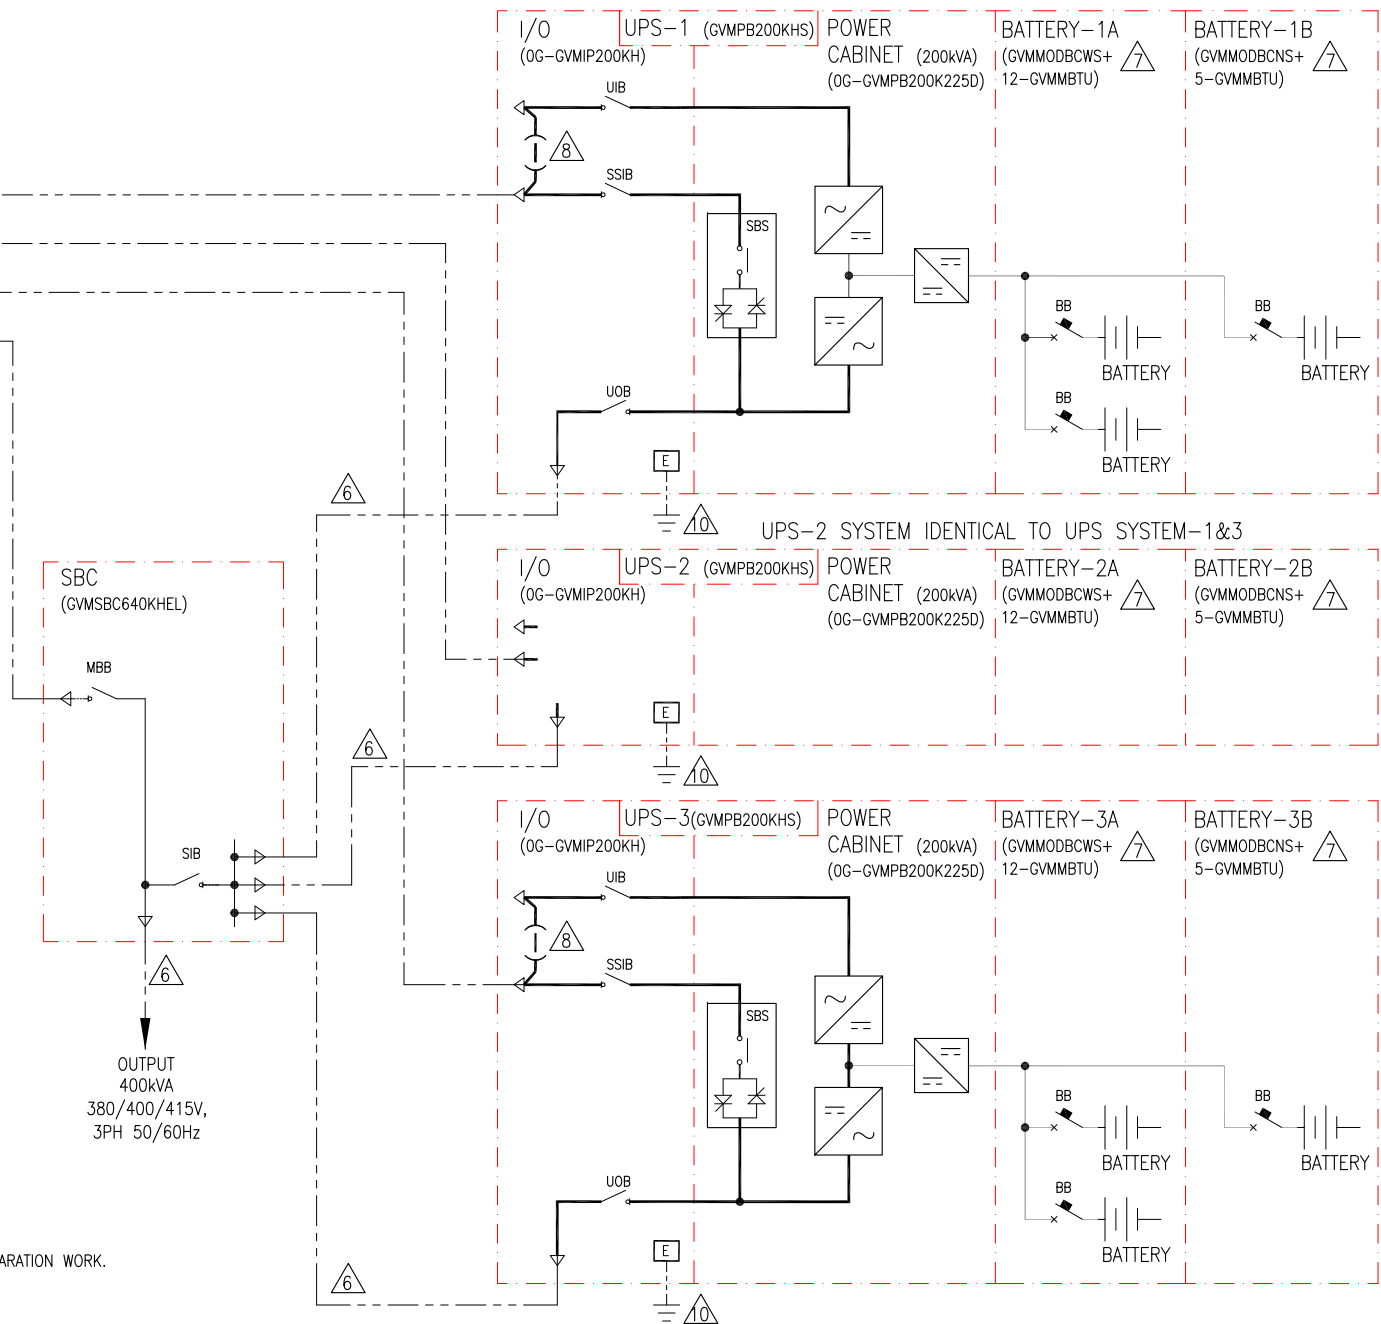 I/O
UPS-1 (GVMPB200KHS)
POWER
BATTERY-1A
BATTERY-1B
(0G-GVMIP200KH)
CABINET (200kVA)
(GVMMODBCWS+
7
(GVMMODBCNS+
7
(0G-GVMPB200K225D)
12-GVMMBTU)
5-GVMMBTU)
UIB
8
SSIB
SBS
BB
BB
BATTERY
BATTERY
UOB
BB
BATTERY
E
6
10
UPS-2 SYSTEM IDENTICAL TO UPS SYSTEM-1&3
I/O
UPS-2 (GVMPB200KHS)
POWER
BATTERY-2A
BATTERY-2B
(0G-GVMIP200KH)
CABINET (200kVA)
(GVMMODBCWS+
7
(GVMMODBCNS+
7
(0G-GVMPB200K225D)
12-GVMMBTU)
5-GVMMBTU)
SBC
(GVMSBC640KHEL)
MBB
E
6
10
I/O
UPS-3(GVMPB200KHS)
POWER
BATTERY-3A
BATTERY-3B
(0G-GVMIP200KH)
CABINET (200kVA)
(GVMMODBCWS+
7
(GVMMODBCNS+
7
(0G-GVMPB200K225D)
12-GVMMBTU)
5-GVMMBTU)
SIB
UIB
8
SSIB
6
SBS
OUTPUT
400kVA
380/400/415V,
3PH 50/60Hz
BB
BB
BATTERY
BATTERY
UOB
BB
BATTERY
E
ARATION WORK.
6
10